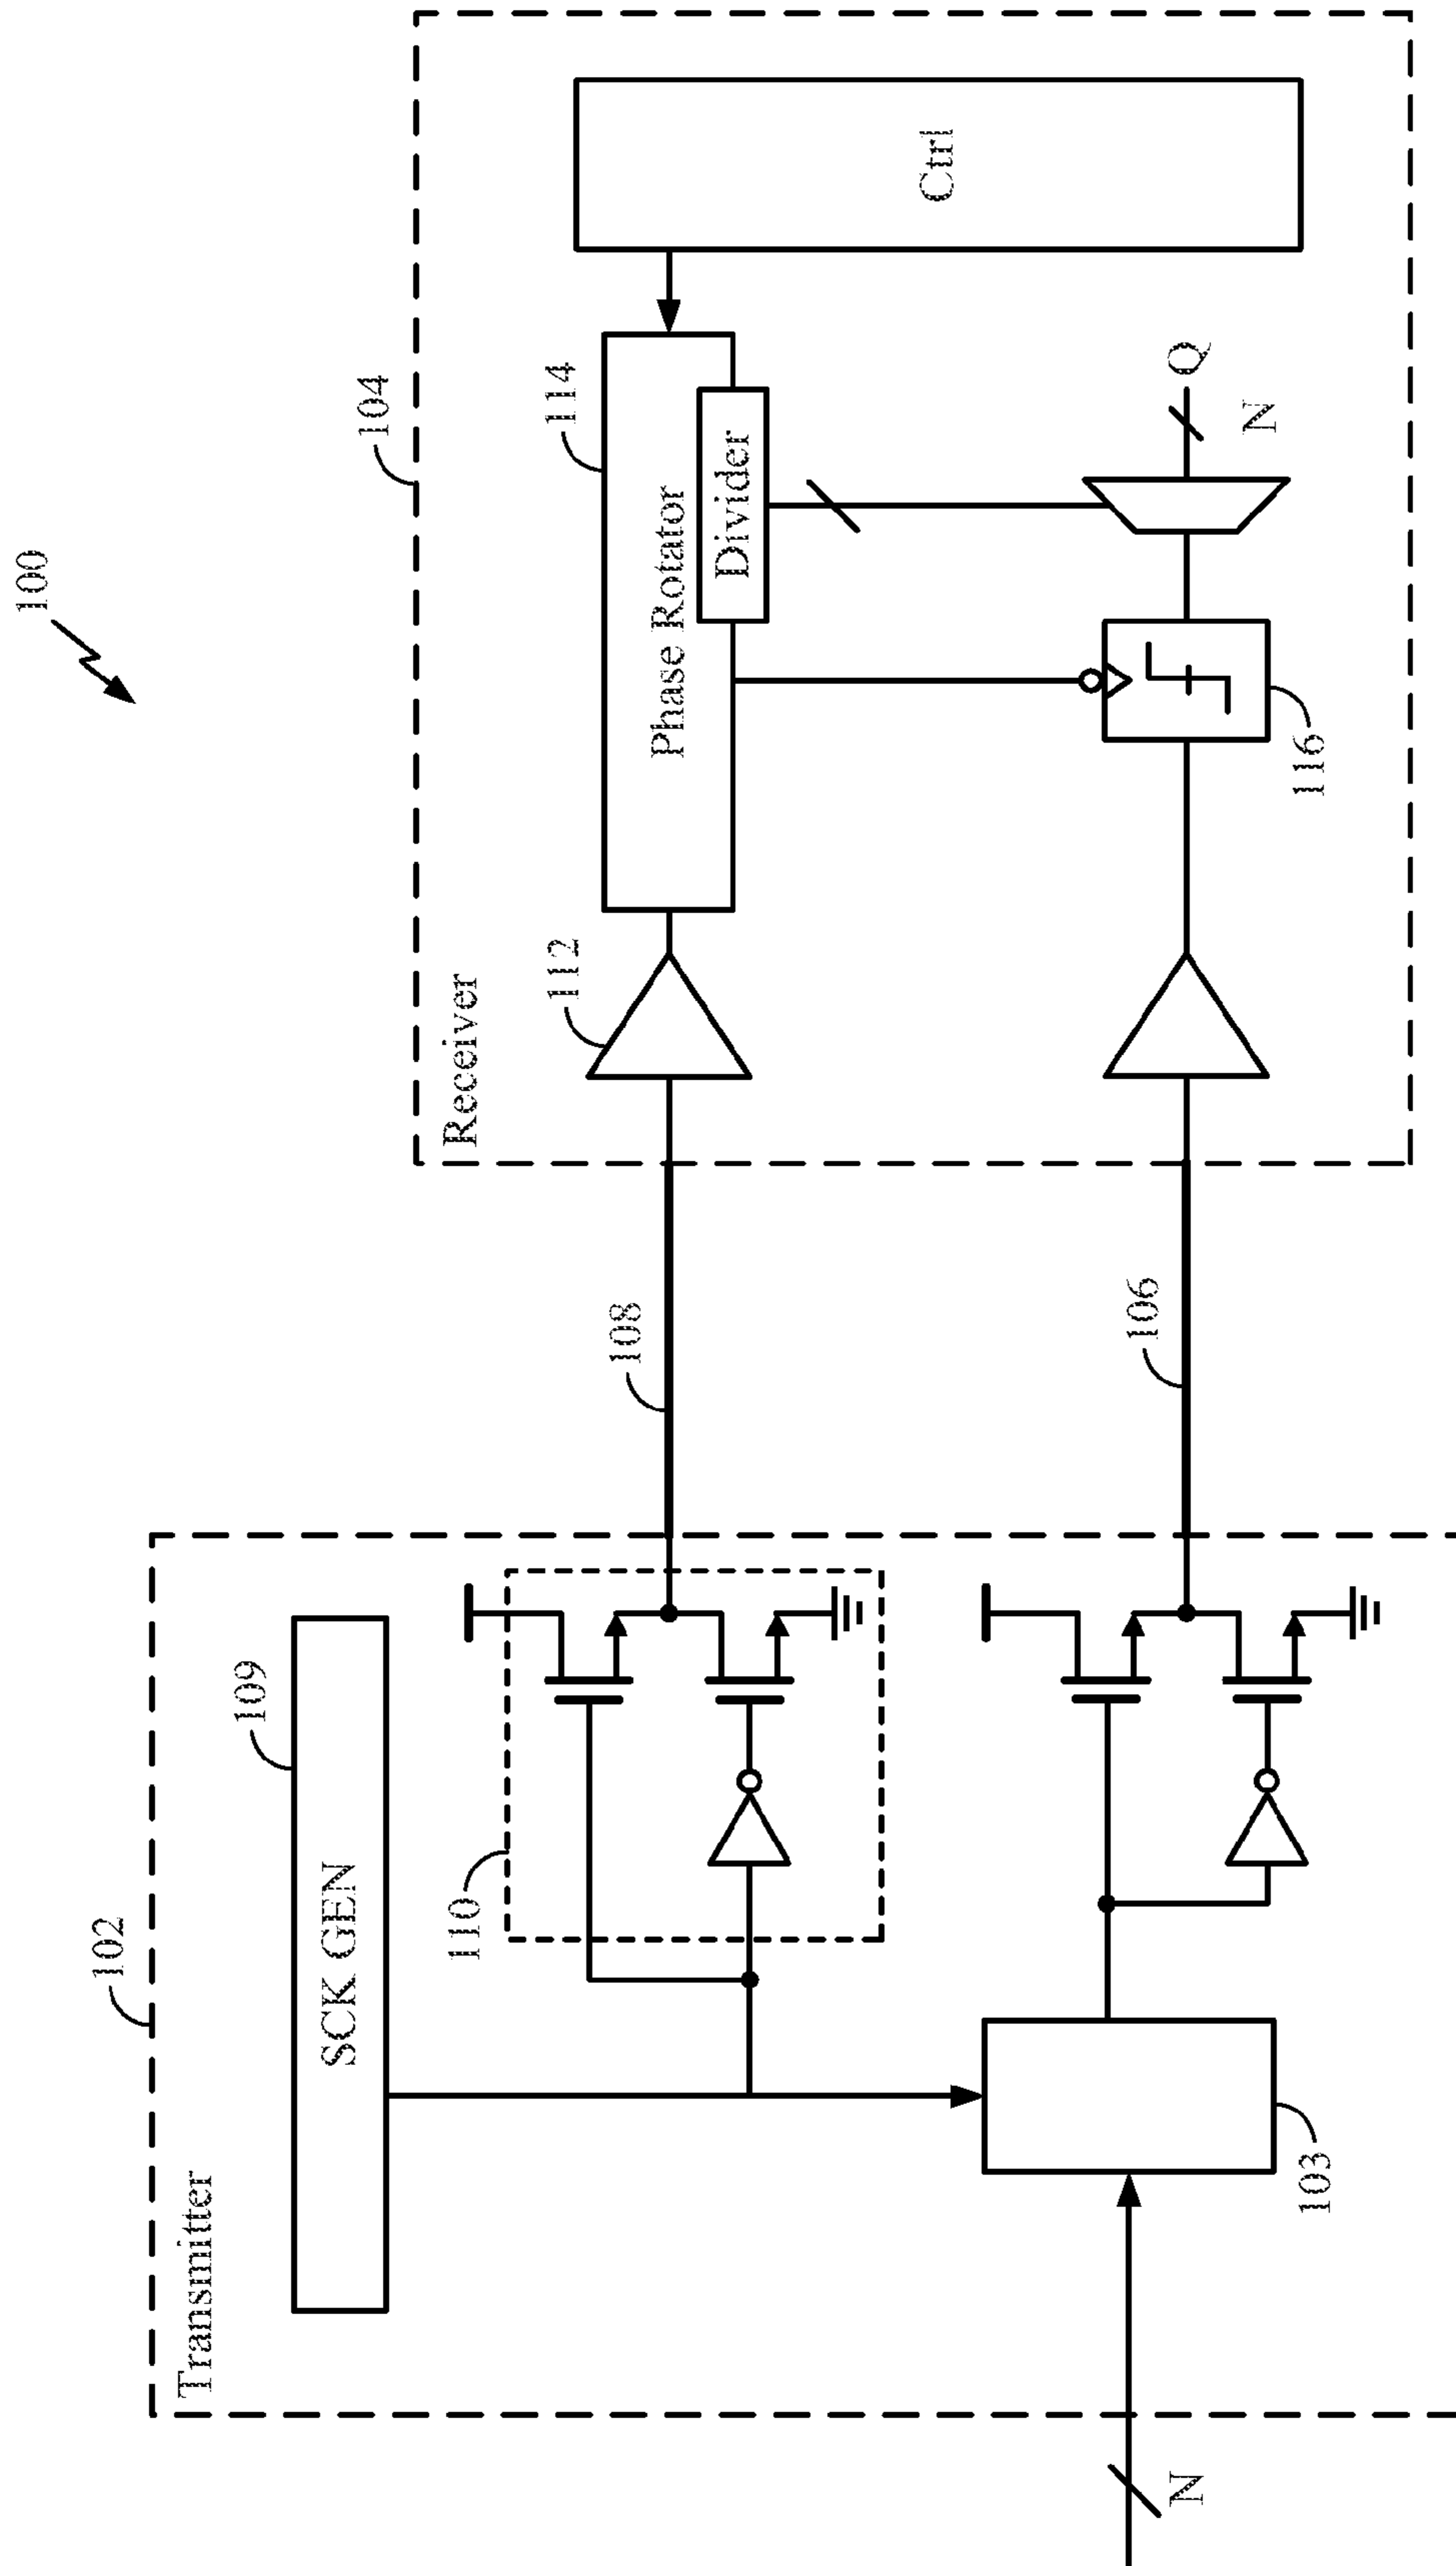 100
102
Transmitter
109
SCK GEN
110
103
N
108
106
104
Receiver
112
114
Phase Rotator
Divider
Ctrl
116
Q
N